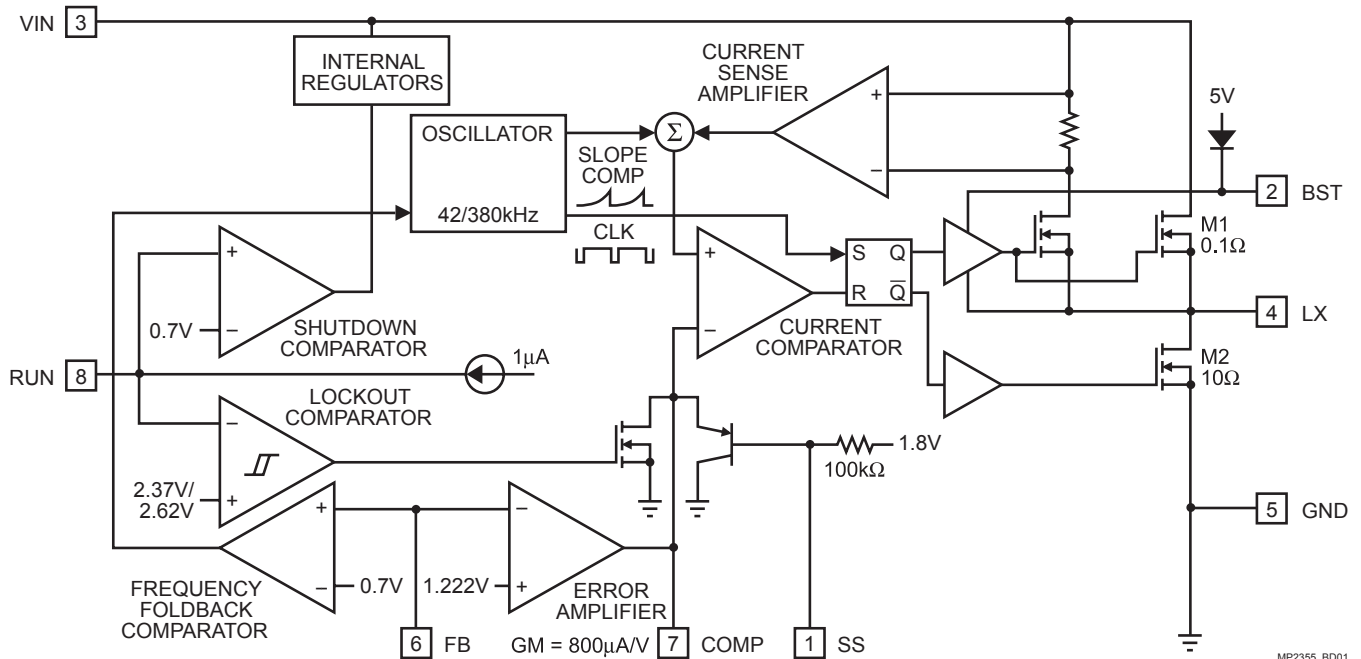 VIN 3
INTERNAL
REGULATORS
CURRENT
SENSE
AMPLIFIER
+
−
5V
OSCILLATOR
42/380kHz
Σ
SLOPE
COMP
CLK
2 BST
M1
0.1Ω
+
−
0.7V
SHUTDOWN
COMPARATOR
+
−
CURRENT
COMPARATOR
S Q
R Q̅
4 LX
M2
10Ω
RUN 8
1μA
LOCKOUT
COMPARATOR
−
+
2.37V/
2.62V
1.8V
100kΩ
5 GND
+
−
0.7V
FREQUENCY
FOLDBACK
COMPARATOR
−
+
1.222V
ERROR
AMPLIFIER
6 FB
GM = 800μA/V
7 COMP
1 SS
MP2355_BD01